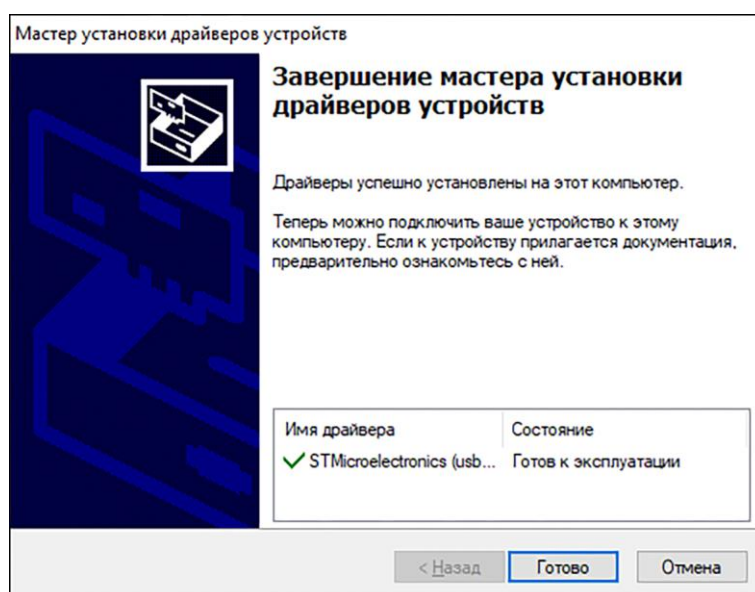 Мастер установки драйверов устройств
Завершение мастера установки
драйверов устройств
Драйверы успешно установлены на этот компьютер.
Теперь можно подключить ваше устройство к этому
компьютеру. Если к устройству прилагается документация,
предварительно ознакомьтесь с ней.
Имя драйвера Состояние
STMicroelectronics (usb... Готов к эксплуатации
< Назад Готово Отмена